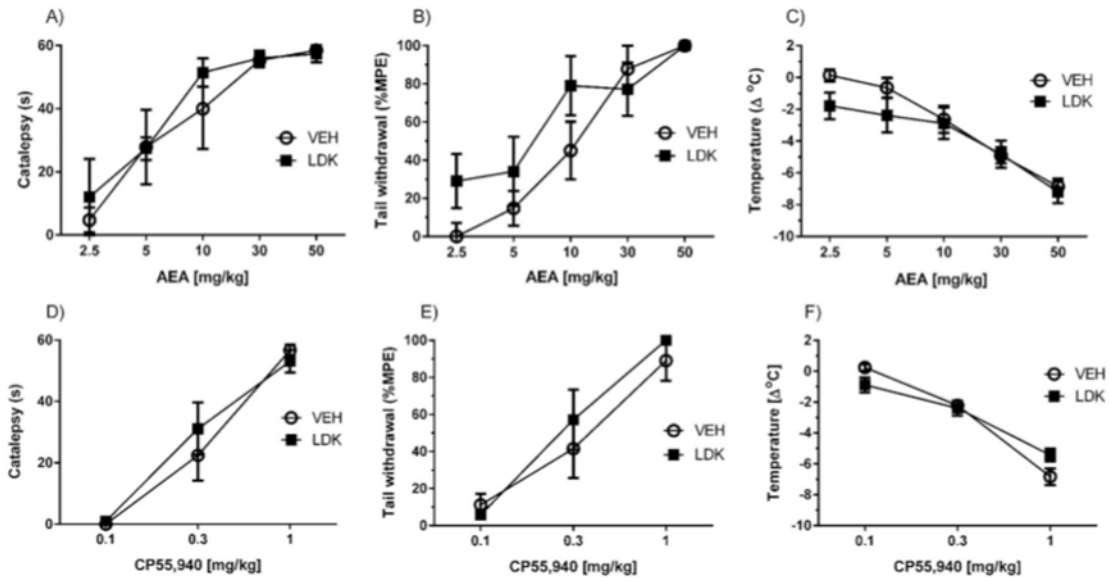 A)
Catalepsy (s)
60
40
20
0
2.5 5 10 30 50
AEA [mg/kg]
VEH
LDK
B)
Tail withdrawal (%MPE)
100
80
60
40
20
0
2.5 5 10 30 50
AEA [mg/kg]
VEH
LDK
C)
Temperature (Δ °C)
2
0
-2
-4
-6
-8
-10
2.5 5 10 30 50
AEA [mg/kg]
VEH
LDK
D)
Catalepsy (s)
60
40
20
0
0.1 0.3 1
CP55,940 [mg/kg]
VEH
LDK
E)
Tail withdrawal (%MPE)
100
80
60
40
20
0
0.1 0.3 1
CP55,940 [mg/kg]
VEH
LDK
F)
Temperature [Δ°C]
2
0
-2
-4
-6
-8
-10
0.1 0.3 1
CP55,940 [mg/kg]
VEH
LDK